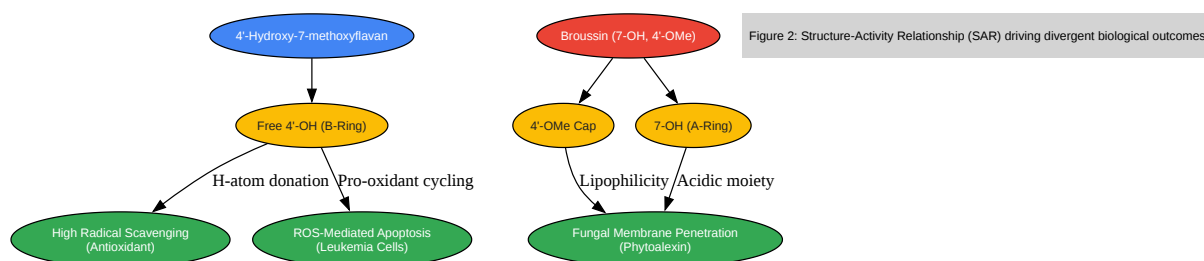 4'-Hydroxy-7-methoxyflavan
Broussin (7-OH, 4'-OMe)
Figure 2: Structure-Activity Relationship (SAR) driving divergent biological outcomes
Free 4'-OH (B-Ring)
4'-OMe Cap
7-OH (A-Ring)
H-atom donation
Pro-oxidant cycling
Lipophilicity
Acidic moiety
High Radical Scavenging
(Antioxidant)
ROS-Mediated Apoptosis
(Leukemia Cells)
Fungal Membrane Penetration
(Phytoalexin)